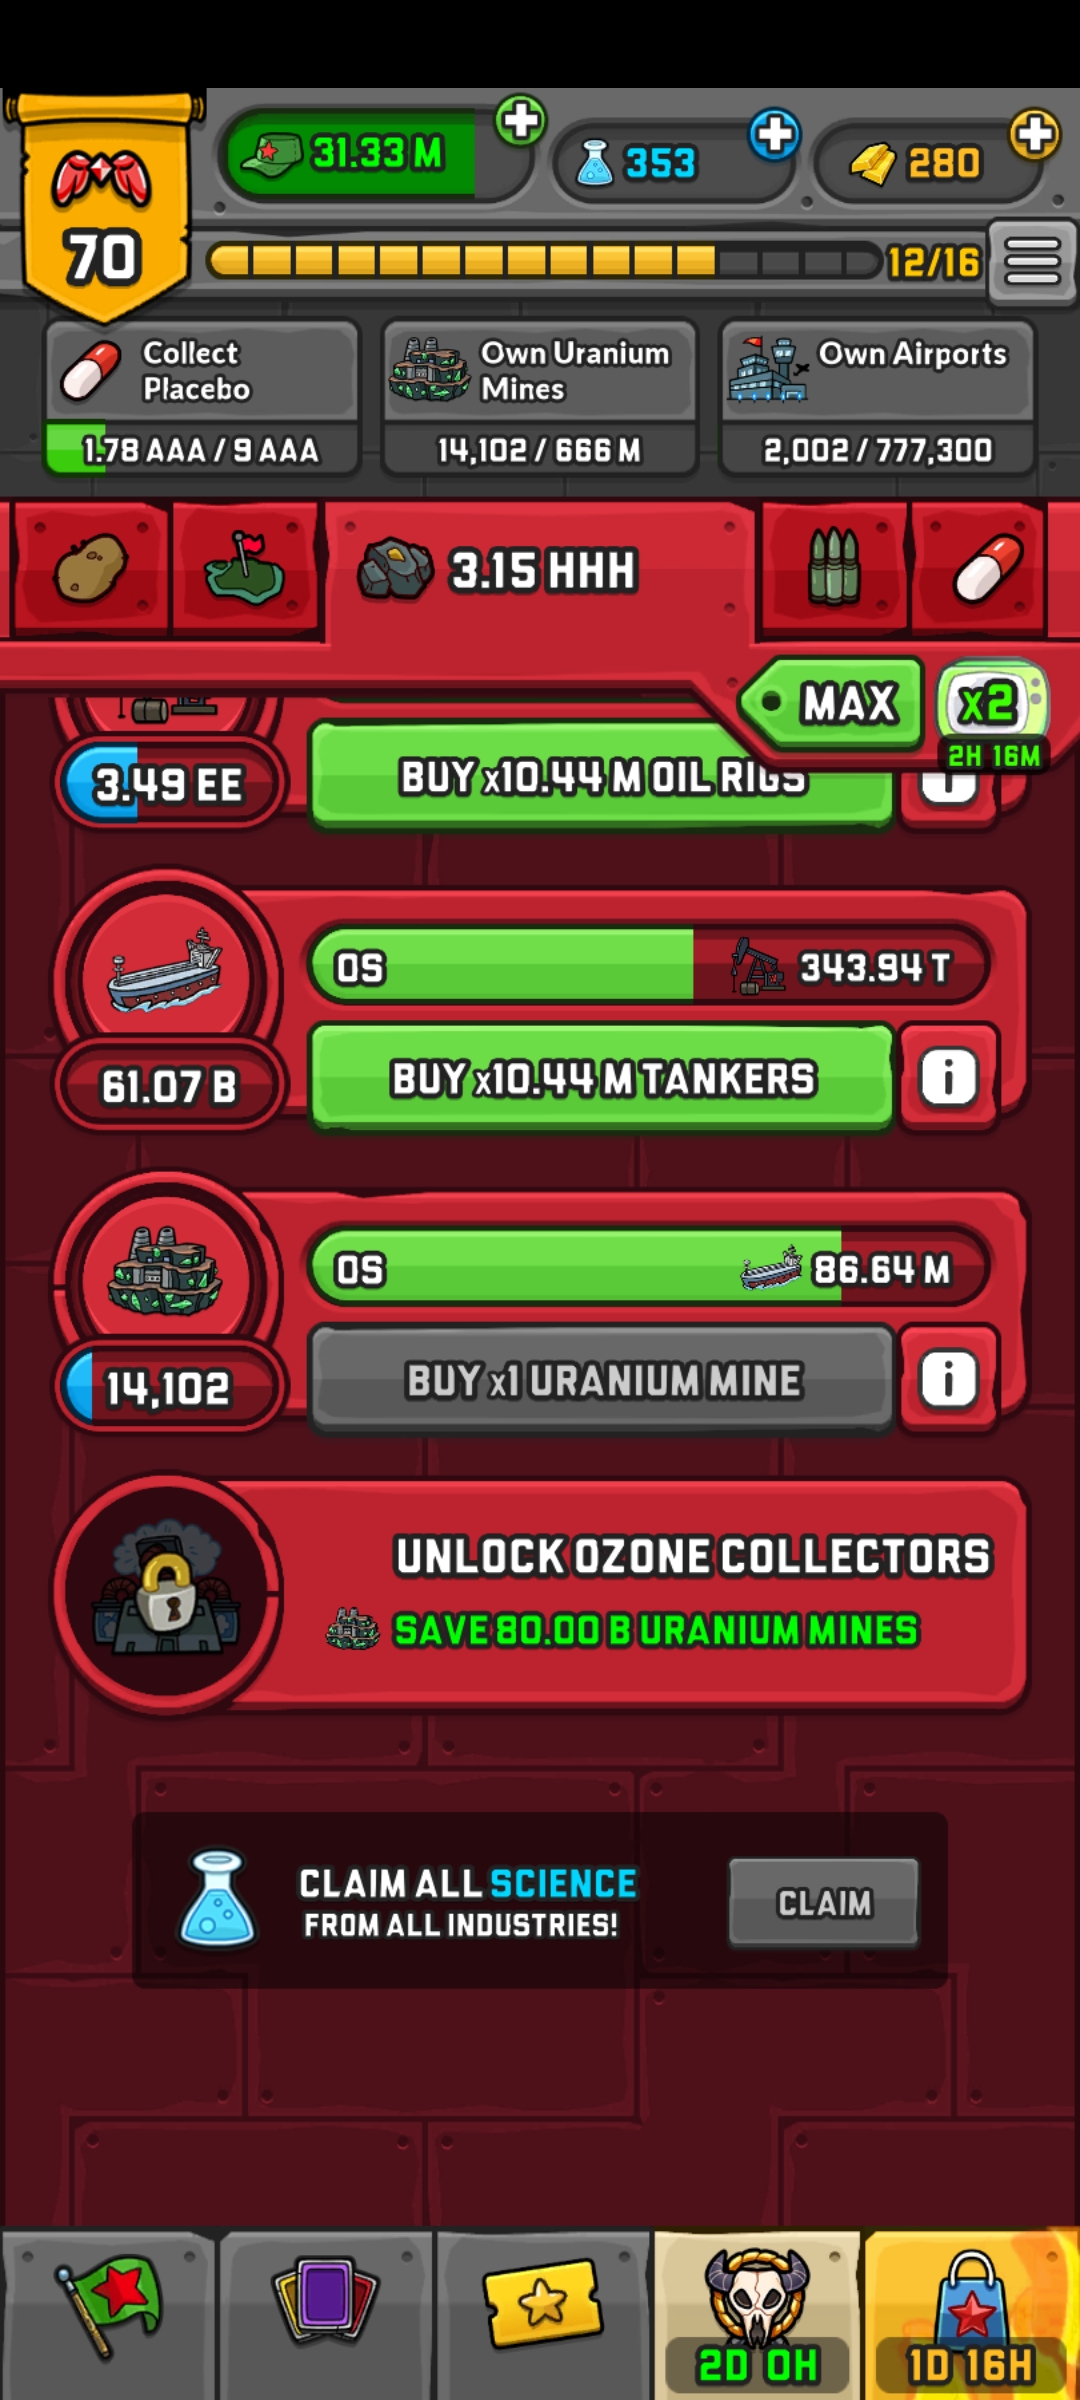 70
31.33 M
353
280
12/16
Collect Placebo
1.78 AAA / 9 AAA
Own Uranium Mines
14,102 / 666 M
Own Airports
2,002 / 777,300
3.15 HHH
MAX
x2
2H 16M
3.49 EE
BUY x10.44 M OIL RIGS
0S
343.94 T
61.07 B
BUY x10.44 M TANKERS
i
0S
86.64 M
14,102
BUY x1 URANIUM MINE
i
UNLOCK OZONE COLLECTORS
SAVE 80.00 B URANIUM MINES
CLAIM ALL SCIENCE
FROM ALL INDUSTRIES!
CLAIM
2D 0H
1D 16H